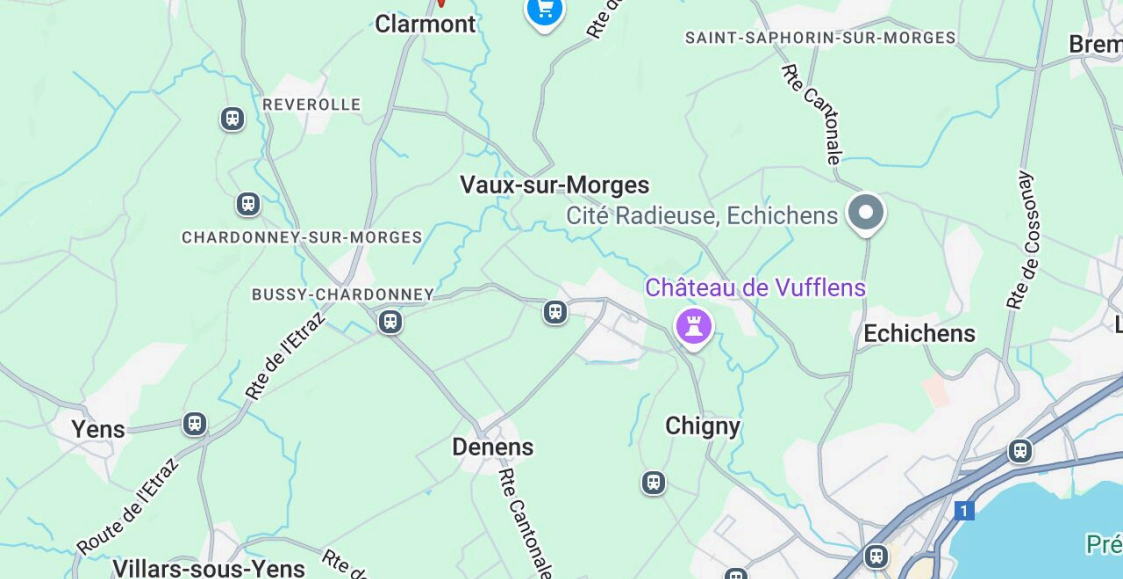 Clarmont
Rte de
SAINT-SAPHORIN-SUR-MORGES
Brem
REVEROLLE
Rte Cantonale
Vaux-sur-Morges
Cité Radieuse, Echichens
Rte de Cossonay
CHARDONNEY-SUR-MORGES
BUSSY-CHARDONNEY
Château de Vufflens
Rte de l'Etraz
Echichens
L
Yens
Chigny
Denens
Route de l'Etraz
Rte Cantonale
1
Pré
Villars-sous-Yens
Rte de